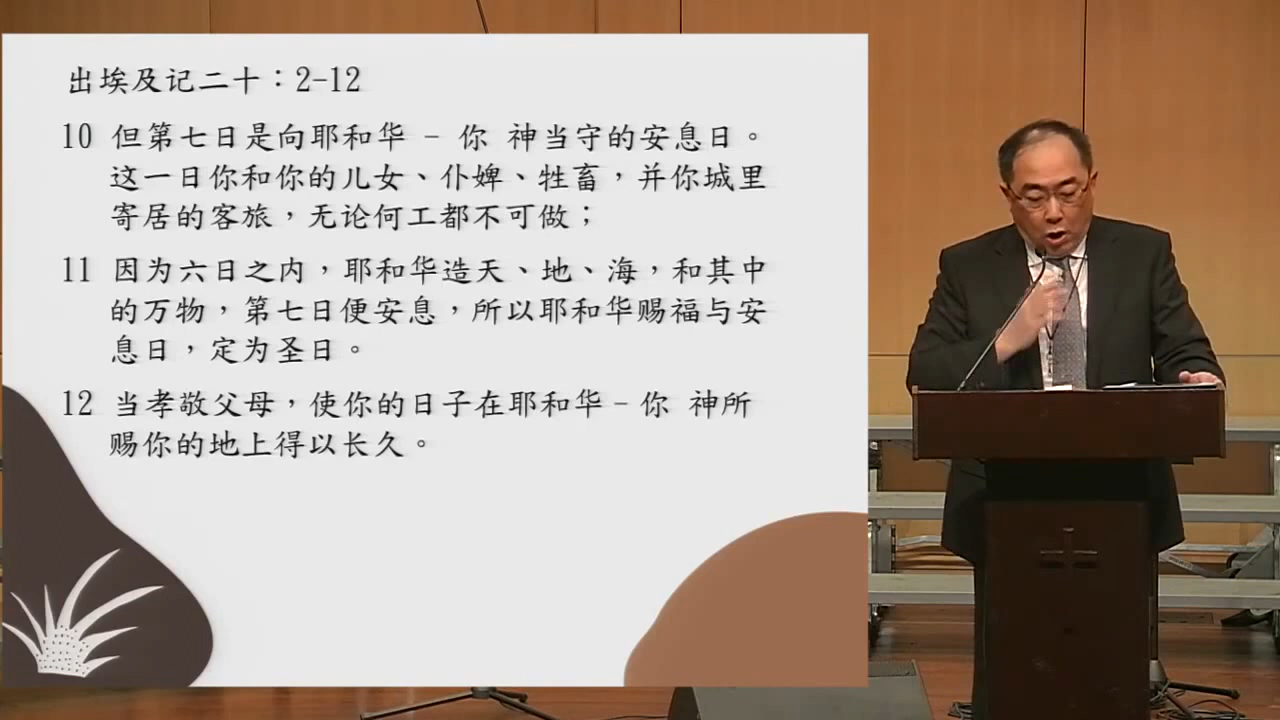 出埃及记二十：2-12
10 但第七日是向耶和华 - 你 神当守的安息日。
这一日你和你的儿女、仆婢、牲畜，并你城里
寄居的客旅，无论何工都不可做；
11 因为六日之内，耶和华造天、地、海，和其中
的万物，第七日便安息，所以耶和华赐福与安
息日，定为圣日。
12 当孝敬父母，使你的日子在耶和华 - 你 神所
赐你的地上得以长久。